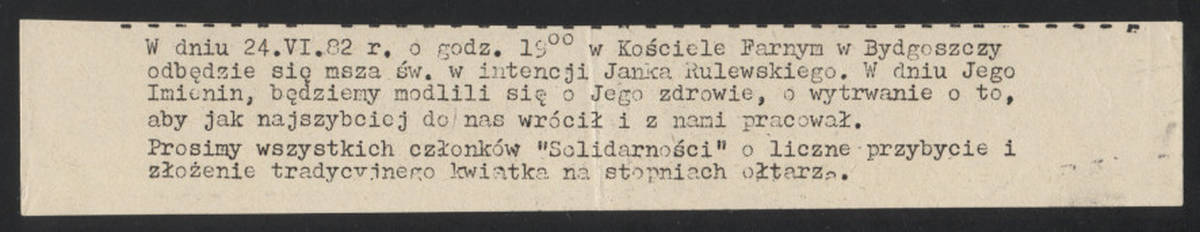 W dniu 24.VI.82 r. o godz. 19⁰⁰ w Kościele Farnym w Bydgoszczy
odbędzie się msza św. w intencji Janka Rulewskiego. W dniu Jego
Imienin, będziemy modlili się o Jego zdrowie, o wytrwanie o to,
aby jak najszybciej do nas wrócił i z nami pracował.
Prosimy wszystkich członków "Solidarności" o liczne przybycie i
złożenie tradycyjnego kwiatka na stopniach ołtarza.